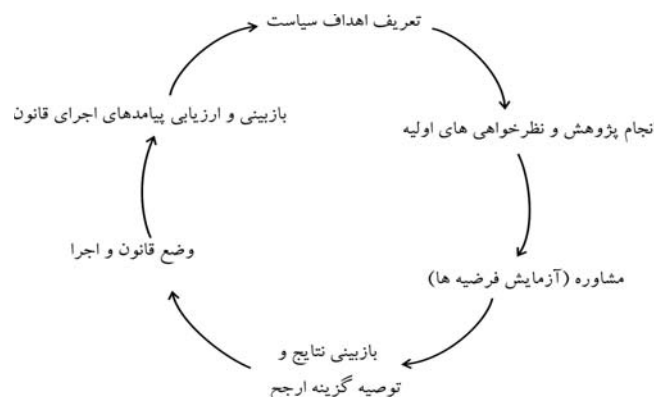 تعریف اهداف سیاست
انجام پژوهش و نظرخواهی های اولیه
مشاوره (آزمایش فرضیه ها)
بازبینی نتایج و
توصیه گزینه ارجح
وضع قانون و اجرا
بازبینی و ارزیابی پیامدهای اجرای قانون